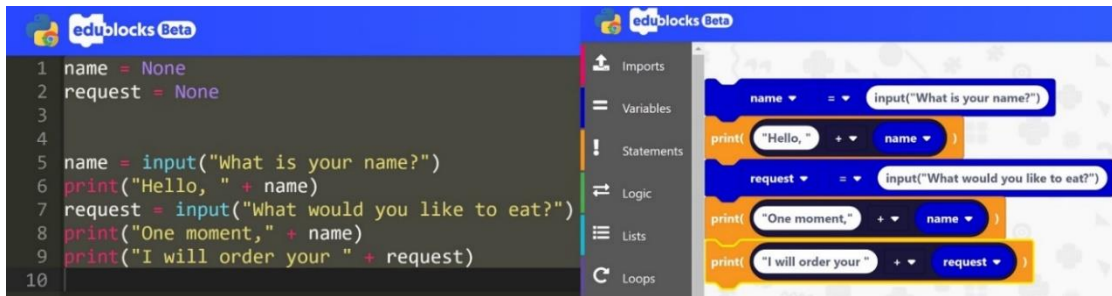 edublocks Beta
1 name = None
2 request = None
3
4
5 name = input("What is your name?")
6 print("Hello, " + name)
7 request = input("What would you like to eat?")
8 print("One moment," + name)
9 print("I will order your " + request)
10
edublocks Beta
Imports
Variables
Statements
Logic
Lists
Loops
name = input("What is your name?")
print( "Hello, " + name )
request = input("What would you like to eat?")
print( "One moment," + name )
print( "I will order your " + request )